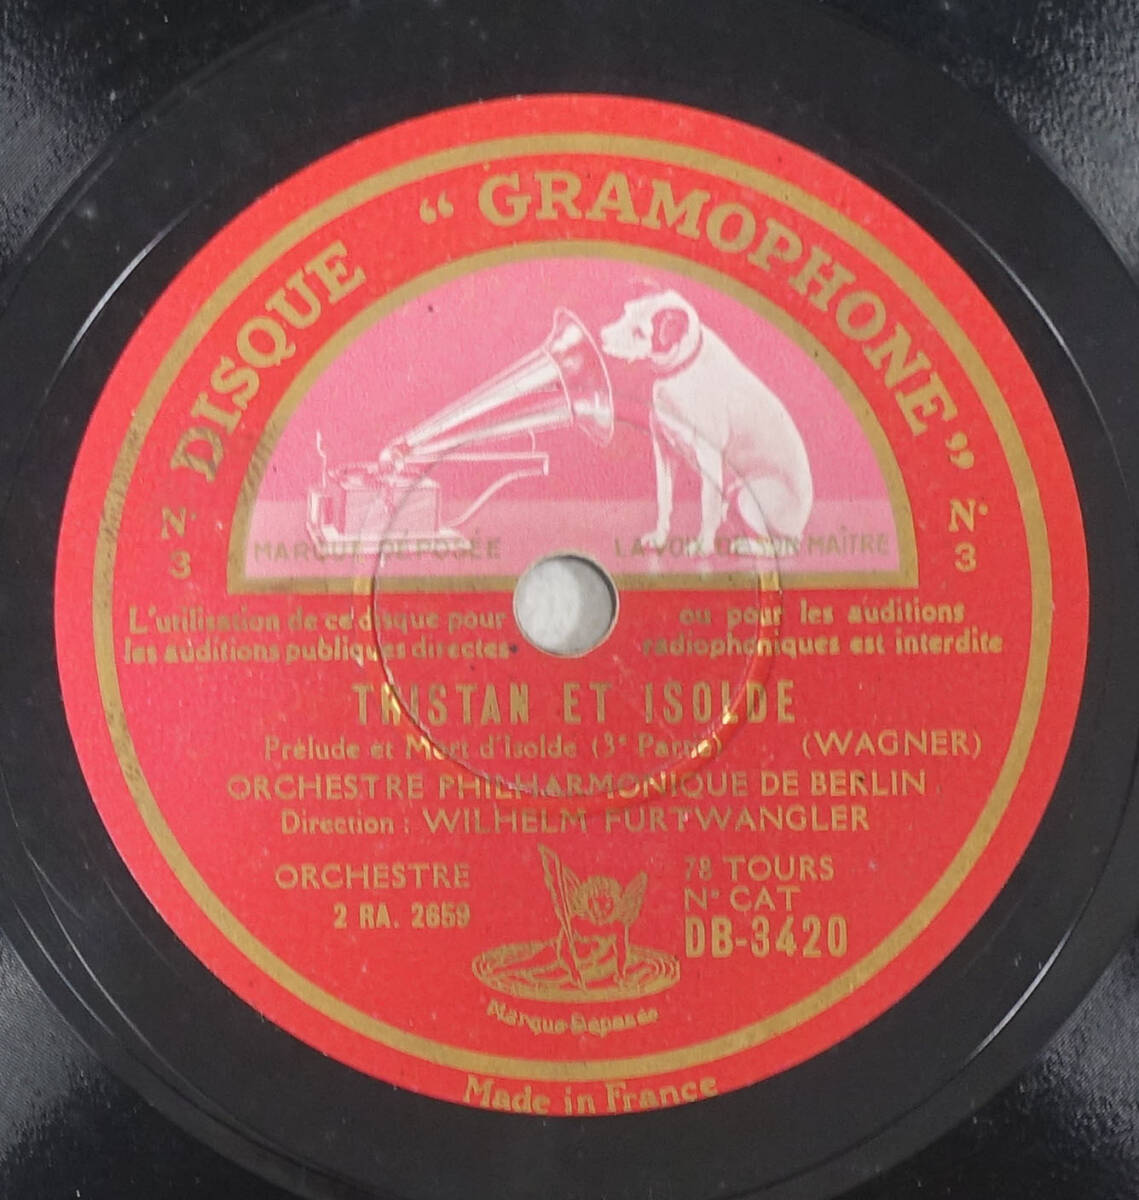 DISQUE “GRAMOPHONE”
N° 3
N° 3
MARQUE DÉPOSÉE
LA VOIX DE SON MAÎTRE
L'utilisation de ce disque pour ou pour les auditions
les auditions publiques directes radiophoniques est interdite
TRISTAN ET ISOLDE
Prélude et Mort d'Isolde (3e Partie) (WAGNER)
ORCHESTRE PHILHARMONIQUE DE BERLIN
Direction : WILHELM FURTWANGLER
ORCHESTRE
2 RA. 2659
78 TOURS
N° CAT
DB-3420
Marque Déposée
Made in France